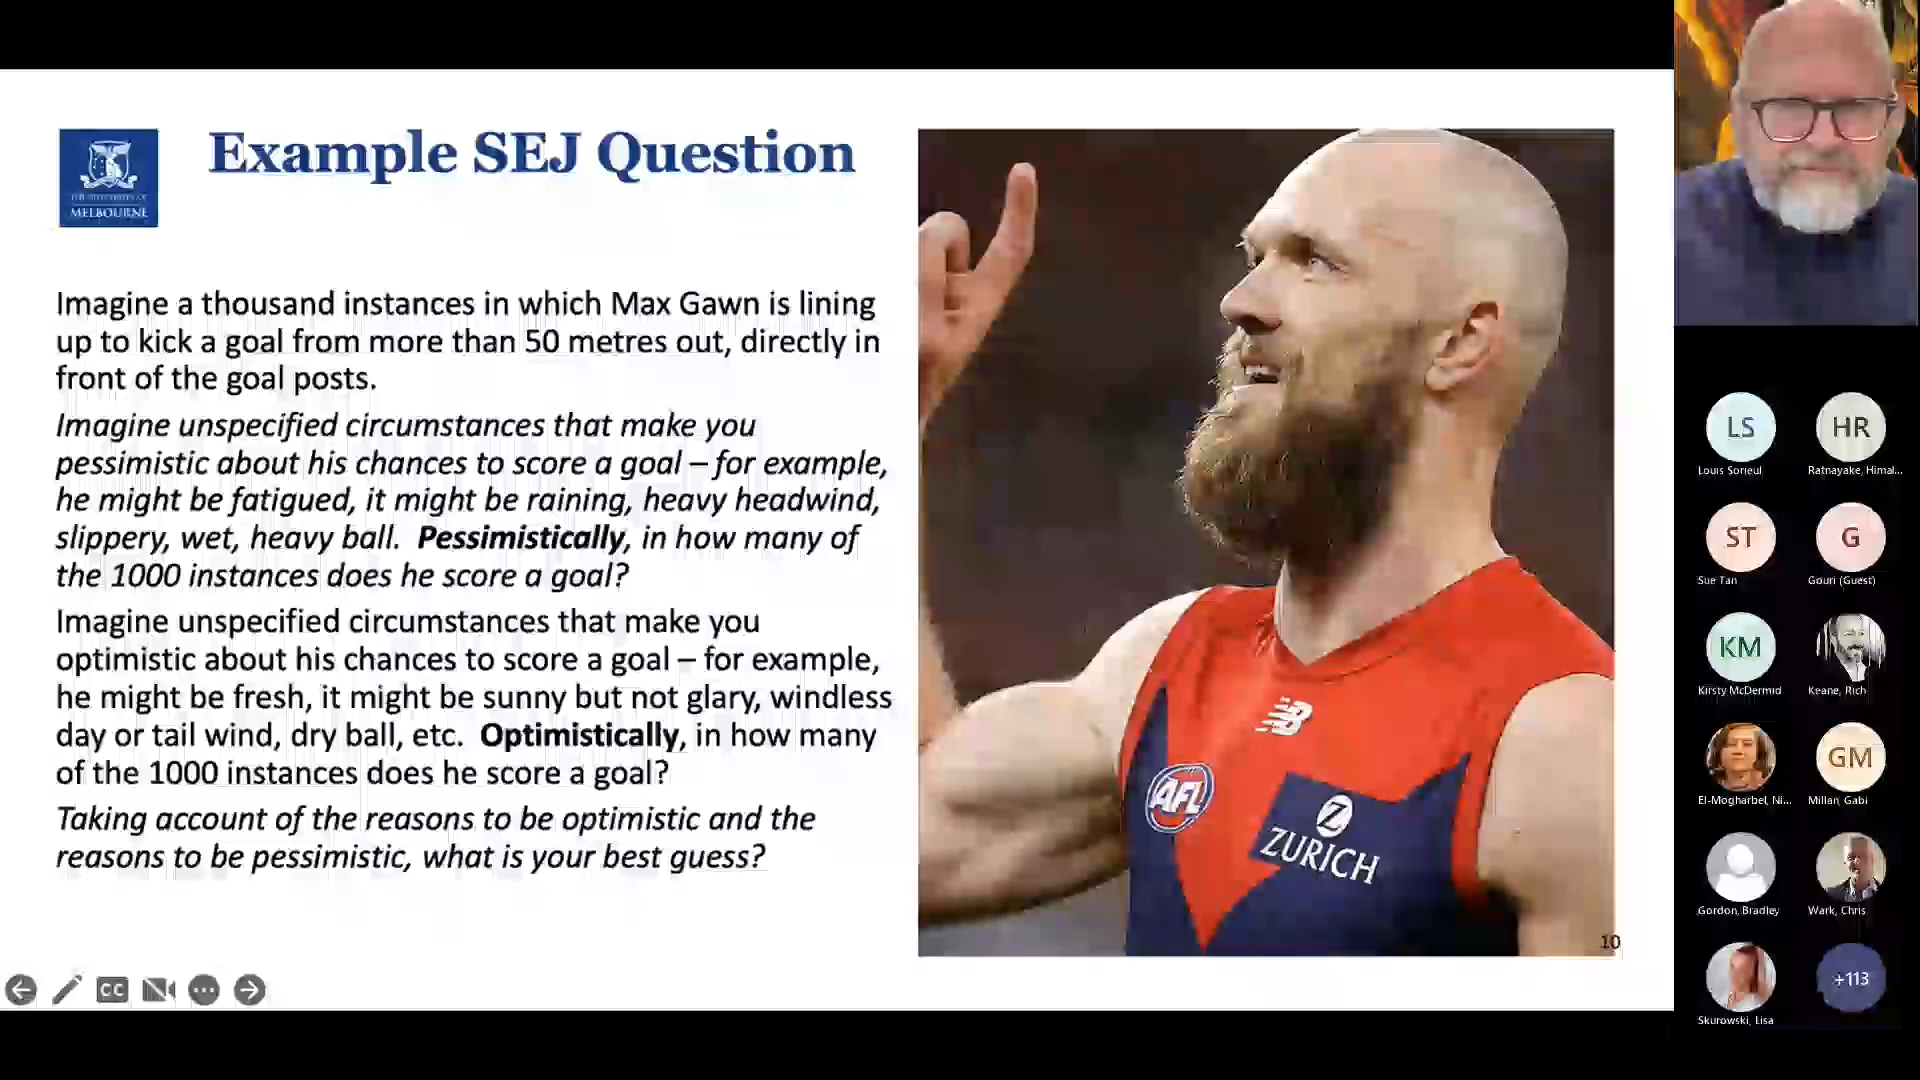 Example SEJ Question
THE UNIVERSITY OF
MELBOURNE
Imagine a thousand instances in which Max Gawn is lining
up to kick a goal from more than 50 metres out, directly in
front of the goal posts.
Imagine unspecified circumstances that make you
pessimistic about his chances to score a goal – for example,
he might be fatigued, it might be raining, heavy headwind,
slippery, wet, heavy ball. Pessimistically, in how many of
the 1000 instances does he score a goal?
Imagine unspecified circumstances that make you
optimistic about his chances to score a goal – for example,
he might be fresh, it might be sunny but not glary, windless
day or tail wind, dry ball, etc. Optimistically, in how many
of the 1000 instances does he score a goal?
Taking account of the reasons to be optimistic and the
reasons to be pessimistic, what is your best guess?
AFL
Z
ZURICH
10
CC
LS
HR
Louis Sorieul
Ratnayake, Himal...
ST
G
Sue Tan
Gouri (Guest)
KM
Kirsty McDermid
Keane, Rich
GM
El-Mogharbel, Ni...
Millan, Gabi
Gordon, Bradley
Wark, Chris
+113
Skurowski, Lisa